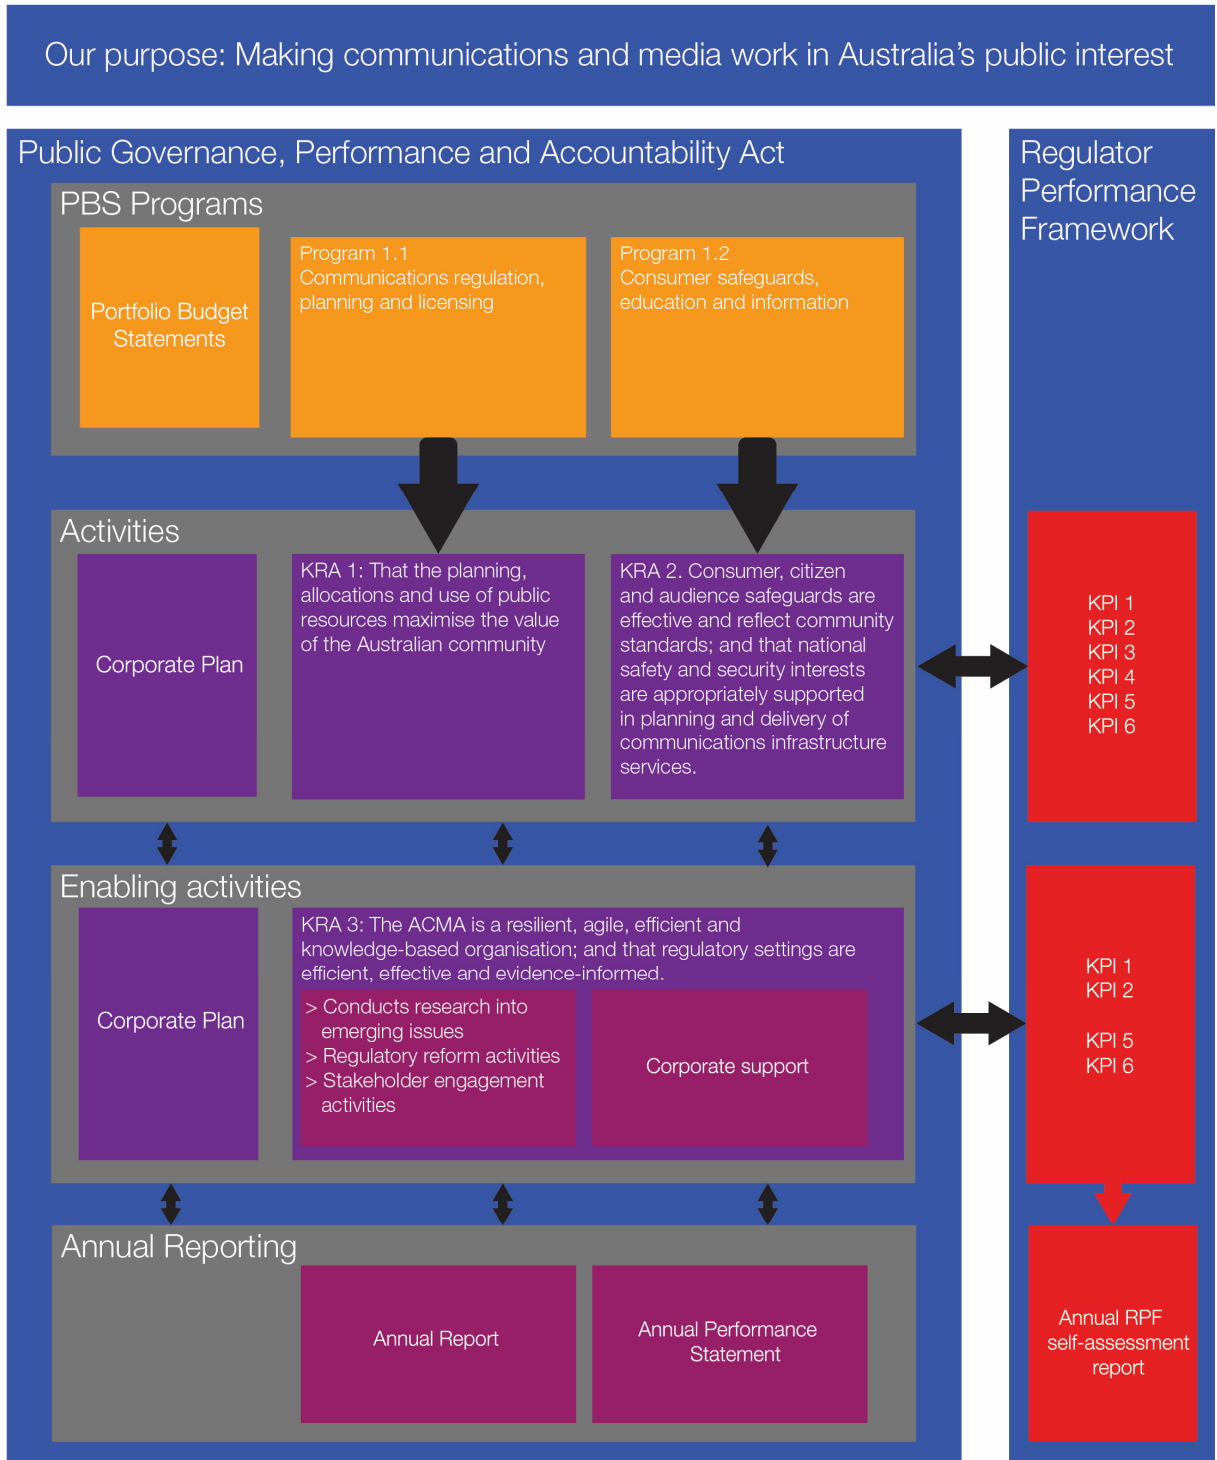 Our purpose: Making communications and media work in Australia's public interest
Public Governance, Performance and Accountability Act
PBS Programs
Portfolio Budget
Statements
Program 1.1
Communications regulation,
planning and licensing
Program 1.2
Consumer safeguards,
education and information
Activities
Corporate Plan
KRA 1: That the planning,
allocations and use of public
resources maximise the value
of the Australian community
KRA 2. Consumer, citizen
and audience safeguards are
effective and reflect community
standards; and that national
safety and security interests
are appropriately supported
in planning and delivery of
communications infrastructure
services.
Enabling activities
Corporate Plan
KRA 3: The ACMA is a resilient, agile, efficient and
knowledge-based organisation; and that regulatory settings are
efficient, effective and evidence-informed.
> Conducts research into
emerging issues
> Regulatory reform activities
> Stakeholder engagement
activities
Corporate support
Annual Reporting
Annual Report
Annual Performance
Statement
Regulator
Performance
Framework
KPI 1
KPI 2
KPI 3
KPI 4
KPI 5
KPI 6
KPI 1
KPI 2
KPI 5
KPI 6
Annual RPF
self-assessment
report